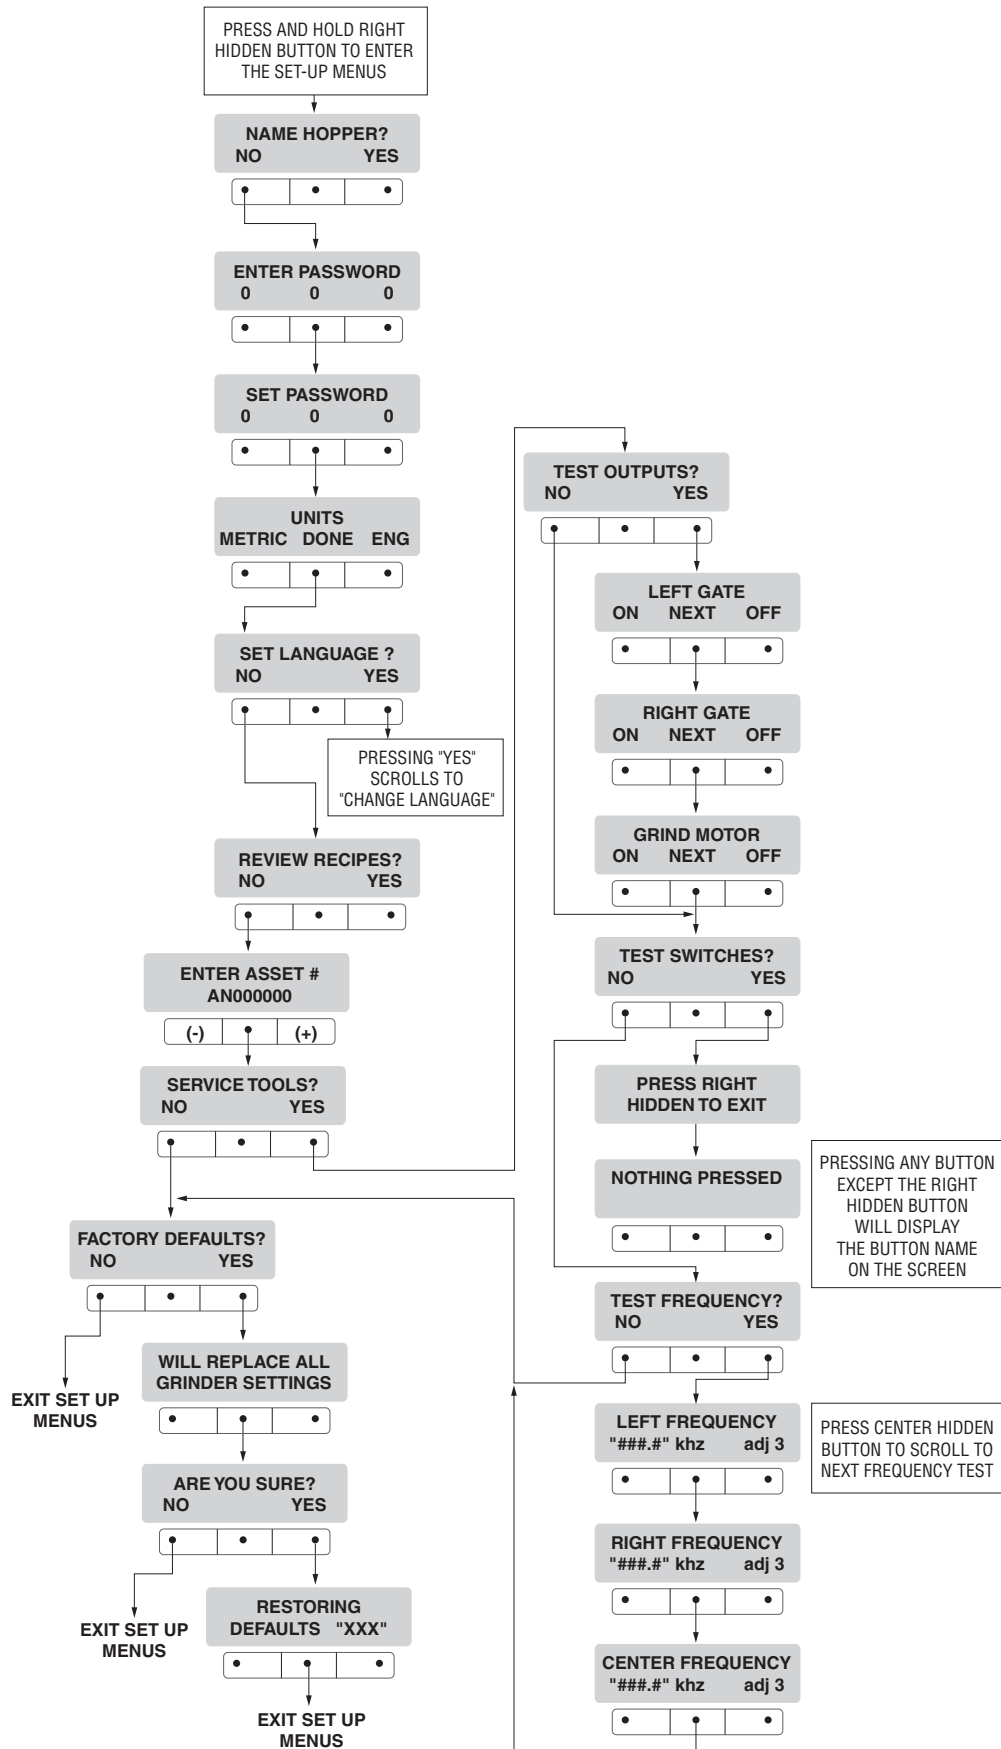 PRESS AND HOLD RIGHT
HIDDEN BUTTON TO ENTER
THE SET-UP MENUS
NAME HOPPER?
NO YES
ENTER PASSWORD
0 0 0
SET PASSWORD
0 0 0
UNITS
METRIC DONE ENG
SET LANGUAGE ?
NO YES
PRESSING "YES"
SCROLLS TO
"CHANGE LANGUAGE"
REVIEW RECIPES?
NO YES
ENTER ASSET #
AN000000
(-) (+)
SERVICE TOOLS?
NO YES
FACTORY DEFAULTS?
NO YES
EXIT SET UP
MENUS
WILL REPLACE ALL
GRINDER SETTINGS
ARE YOU SURE?
NO YES
EXIT SET UP
MENUS
RESTORING
DEFAULTS "XXX"
EXIT SET UP
MENUS
TEST OUTPUTS?
NO YES
LEFT GATE
ON NEXT OFF
RIGHT GATE
ON NEXT OFF
GRIND MOTOR
ON NEXT OFF
TEST SWITCHES?
NO YES
PRESS RIGHT
HIDDEN TO EXIT
NOTHING PRESSED
PRESSING ANY BUTTON
EXCEPT THE RIGHT
HIDDEN BUTTON
WILL DISPLAY
THE BUTTON NAME
ON THE SCREEN
TEST FREQUENCY?
NO YES
LEFT FREQUENCY
"###.#" khz adj 3
PRESS CENTER HIDDEN
BUTTON TO SCROLL TO
NEXT FREQUENCY TEST
RIGHT FREQUENCY
"###.#" khz adj 3
CENTER FREQUENCY
"###.#" khz adj 3